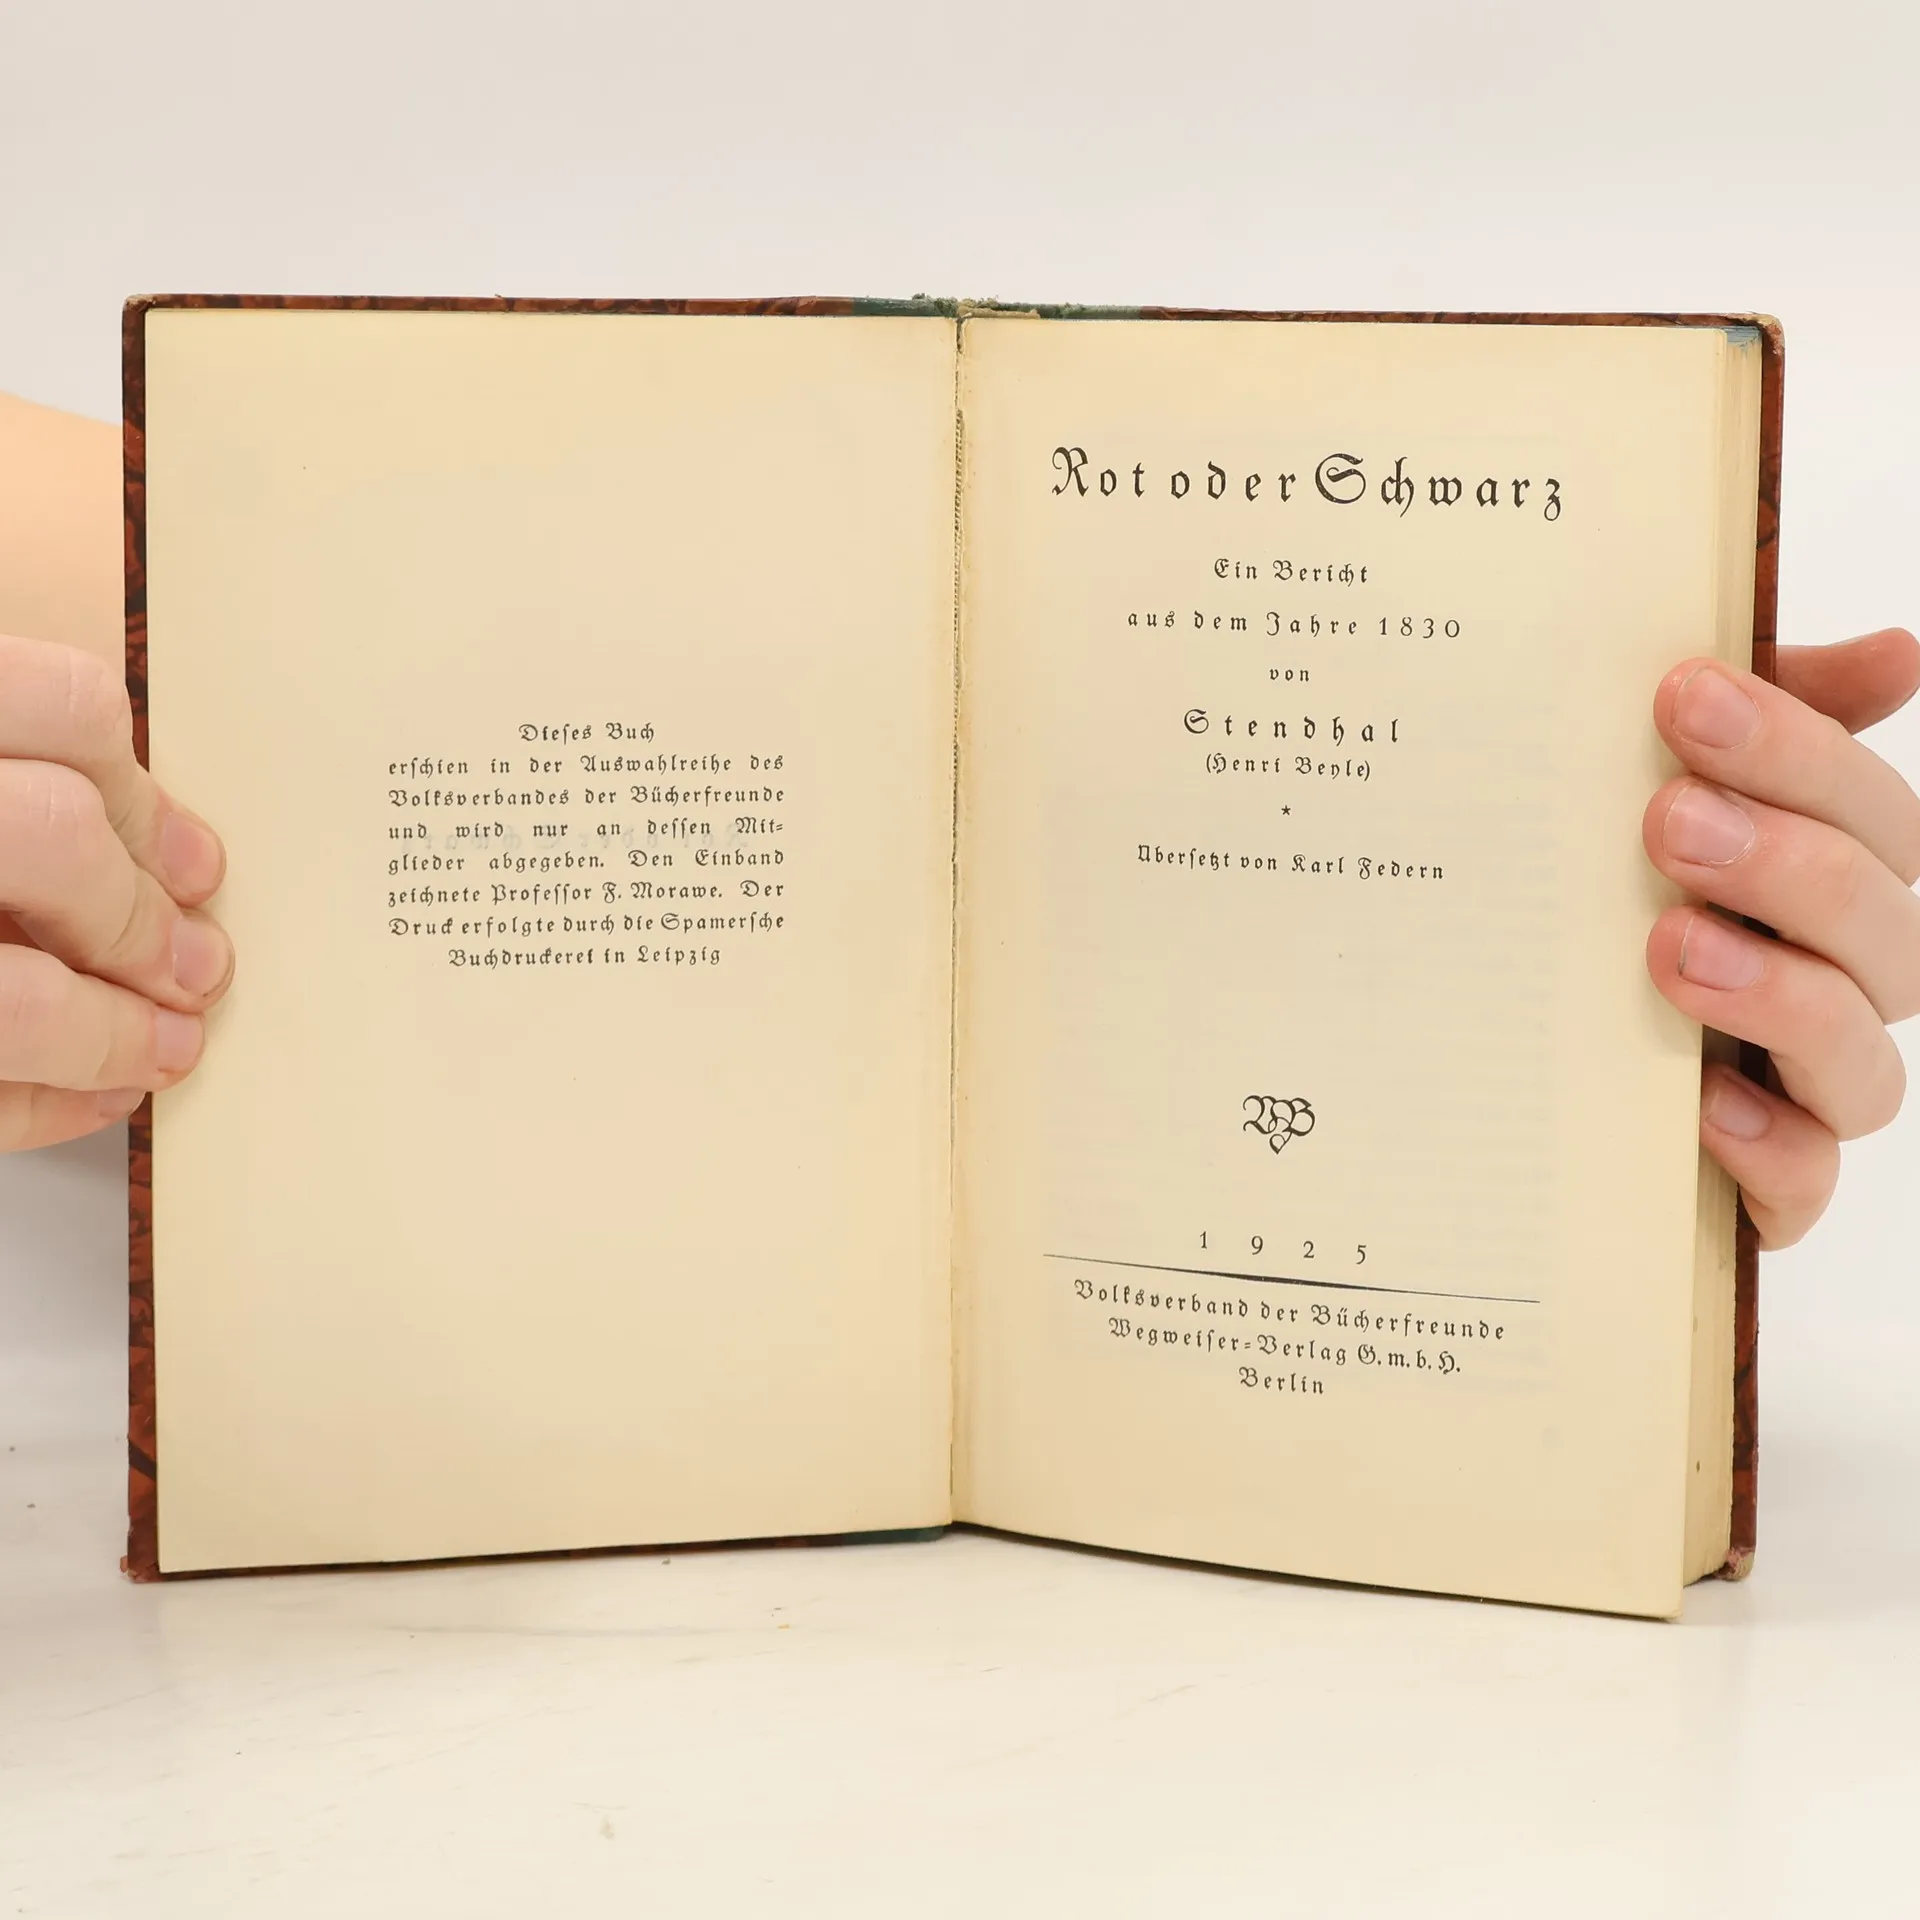 Dieses Buch
erschien in der Auswahlreihe des
Volksverbandes der Bücherfreunde
und wird nur an dessen Mit-
glieder abgegeben. Den Einband
zeichnete Professor F. Morawe. Der
Druck erfolgte durch die Spamersche
Buchdruckerei in Leipzig
Rot oder Schwarz
Ein Bericht
aus dem Jahre 1830
von
Stendhal
(Henri Beyle)
*
Übersetzt von Karl Federn
VB
1925
Volksverband der Bücherfreunde
Wegweiser-Verlag G.m.b.H.
Berlin